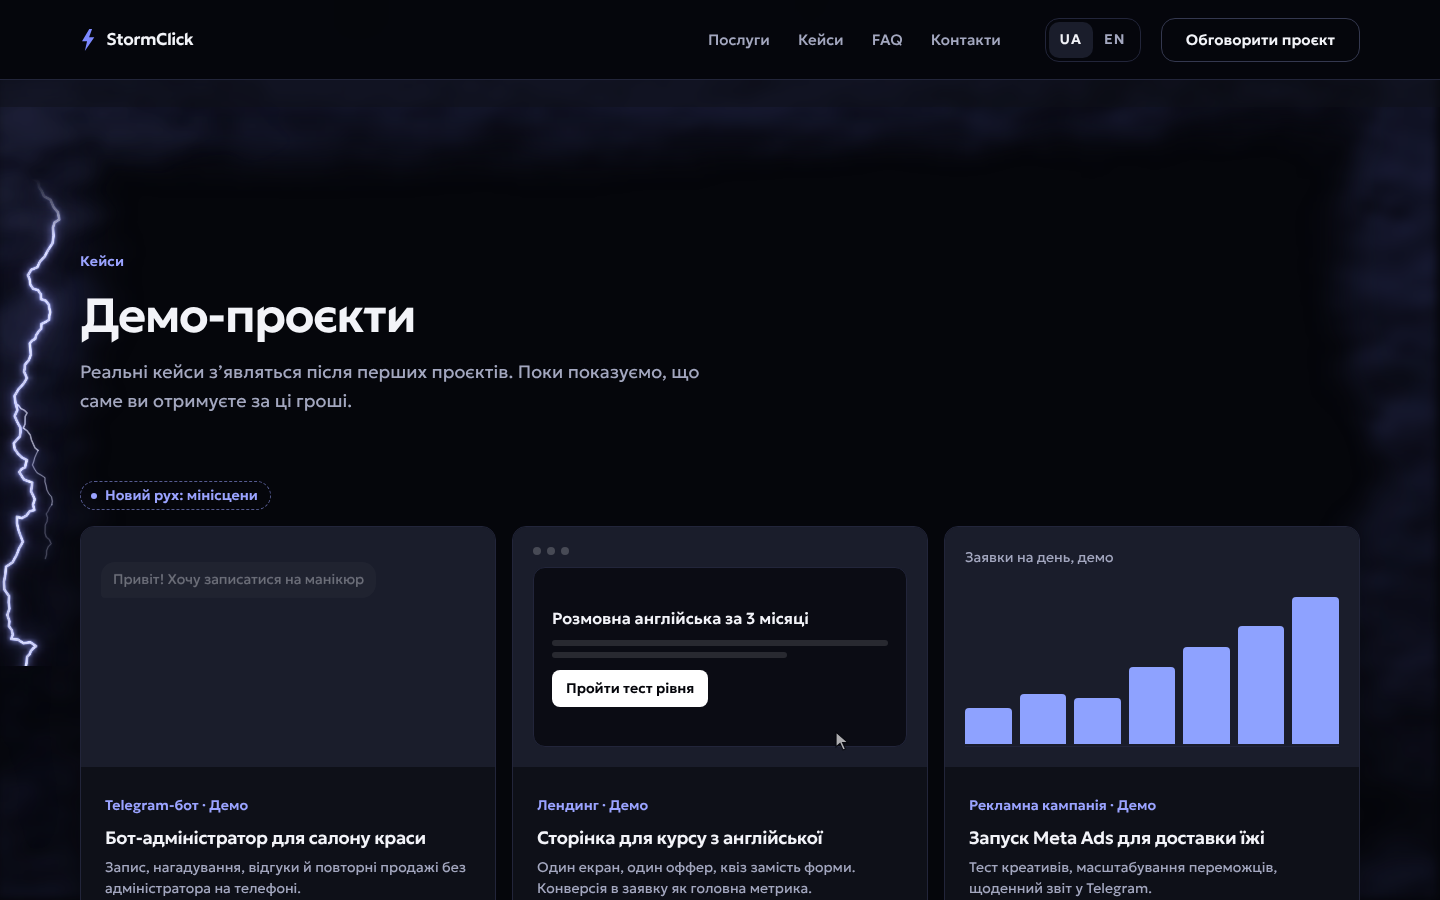 StormClick
Послуги
Кейси
FAQ
Контакти
UA
EN
Обговорити проєкт
Кейси
Демо-проєкти
Реальні кейси з’являться після перших проєктів. Поки показуємо, що
саме ви отримуєте за ці гроші.
Новий рух: мінісцени
Привіт! Хочу записатися на манікюр
Розмовна англійська за 3 місяці
Пройти тест рівня
Заявки на день, демо
Telegram-бот · Демо
Бот-адміністратор для салону краси
Запис, нагадування, відгуки й повторні продажі без
адміністратора на телефоні.
Лендинг · Демо
Сторінка для курсу з англійської
Один екран, один оффер, квіз замість форми.
Конверсія в заявку як головна метрика.
Рекламна кампанія · Демо
Запуск Meta Ads для доставки їжі
Тест креативів, масштабування переможців,
щоденний звіт у Telegram.